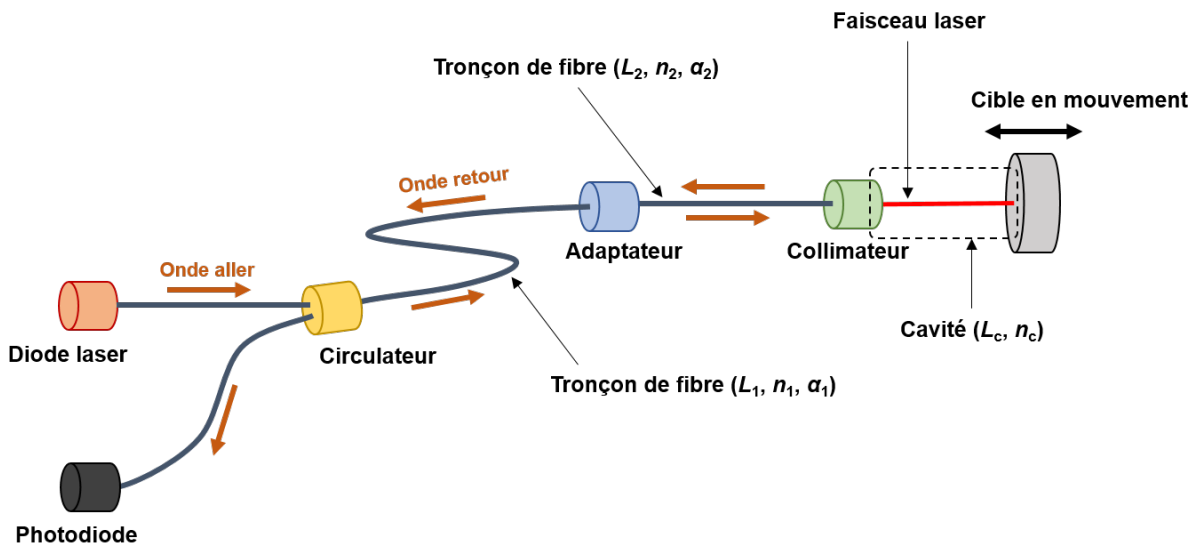 Faisceau laser
Tronçon de fibre (L2, n2, α2)
Cible en mouvement
Onde retour
Adaptateur
Collimateur
Onde aller
Cavité (Lc, nc)
Diode laser
Circulateur
Tronçon de fibre (L1, n1, α1)
Photodiode